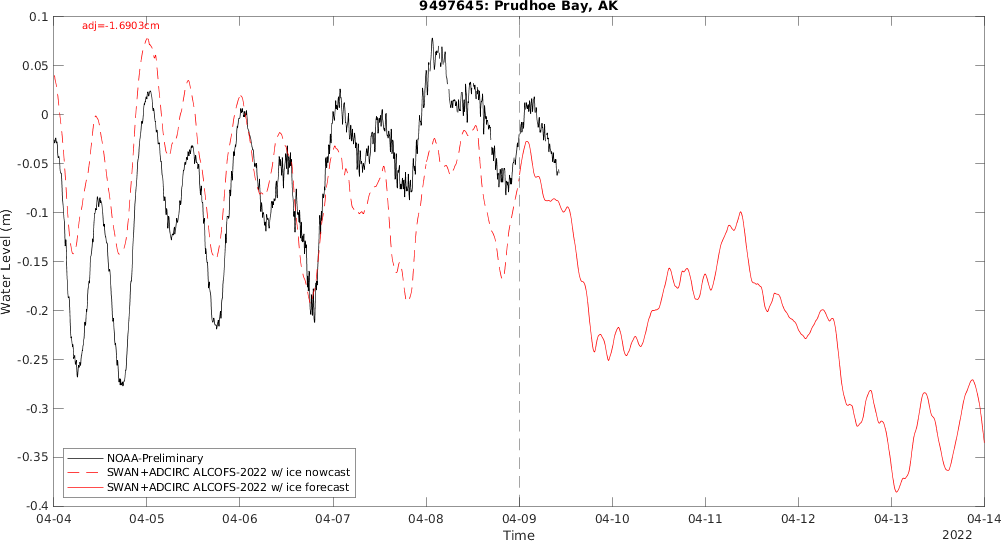 9497645: Prudhoe Bay, AK
adj=-1.6903cm
0.1
0.05
0
-0.05
-0.1
-0.15
-0.2
-0.25
-0.3
-0.35
-0.4
Water Level (m)
NOAA-Preliminary
SWAN+ADCIRC ALCOFS-2022 w/ ice nowcast
SWAN+ADCIRC ALCOFS-2022 w/ ice forecast
04-04 04-05 04-06 04-07 04-08 04-09 04-10 04-11 04-12 04-13 04-14
Time
2022